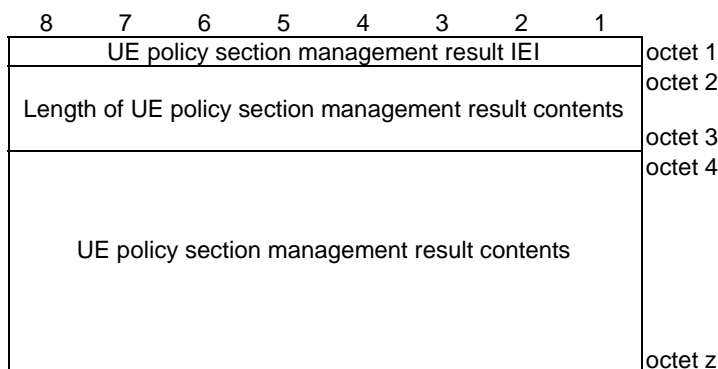 8 7 6 5 4 3 2 1
UE policy section management result IEI octet 1
octet 2
Length of UE policy section management result contents
octet 3
octet 4
UE policy section management result contents
octet z